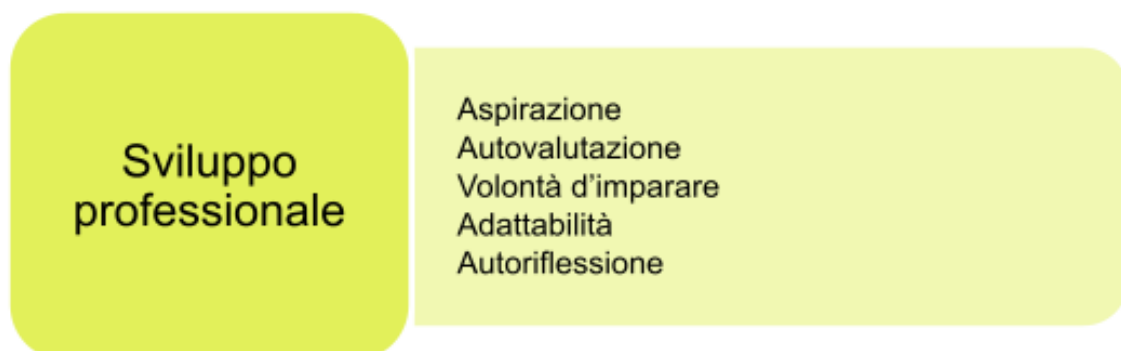 Sviluppo
professionale
Aspirazione
Autovalutazione
Volontà d’imparare
Adattabilità
Autoriflessione